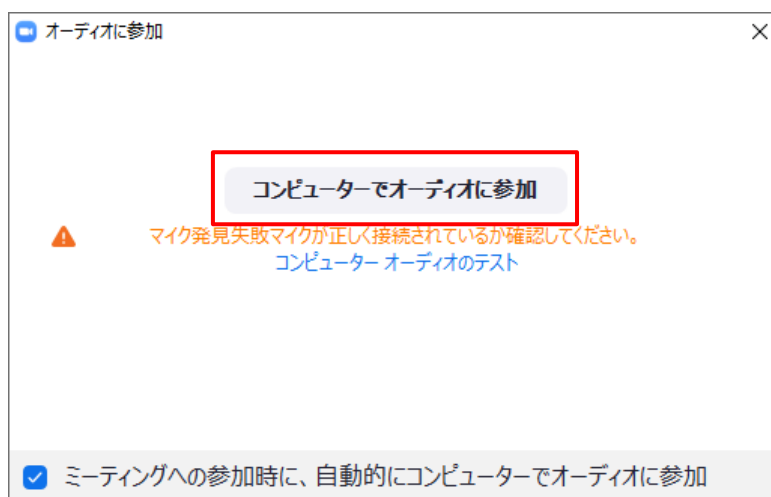 オーディオに参加
コンピューターでオーディオに参加
マイク発見失敗マイクが正しく接続されているか確認してください。
コンピューター オーディオのテスト
ミーティングへの参加時に、自動的にコンピューターでオーディオに参加